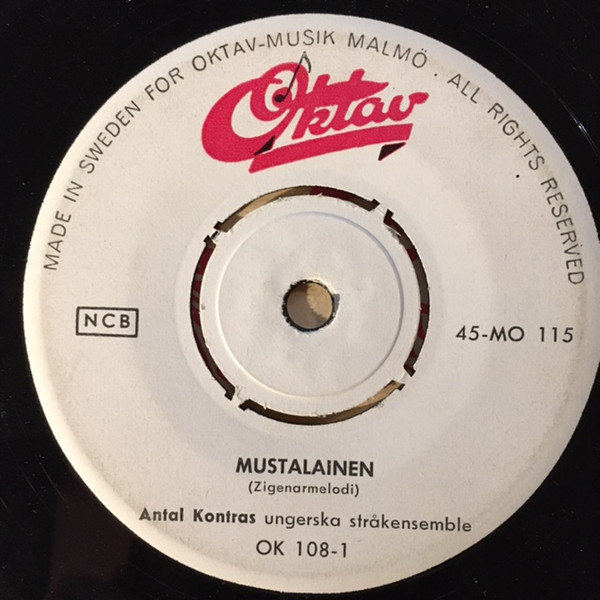 MADE IN SWEDEN FOR OKTAV-MUSIK MALMÖ · ALL RIGHTS RESERVED
Oktav
NCB
45-MO 115
MUSTALAINEN
(Zigenarmelodi)
Antal Kontras ungerska stråkensemble
OK 108-1